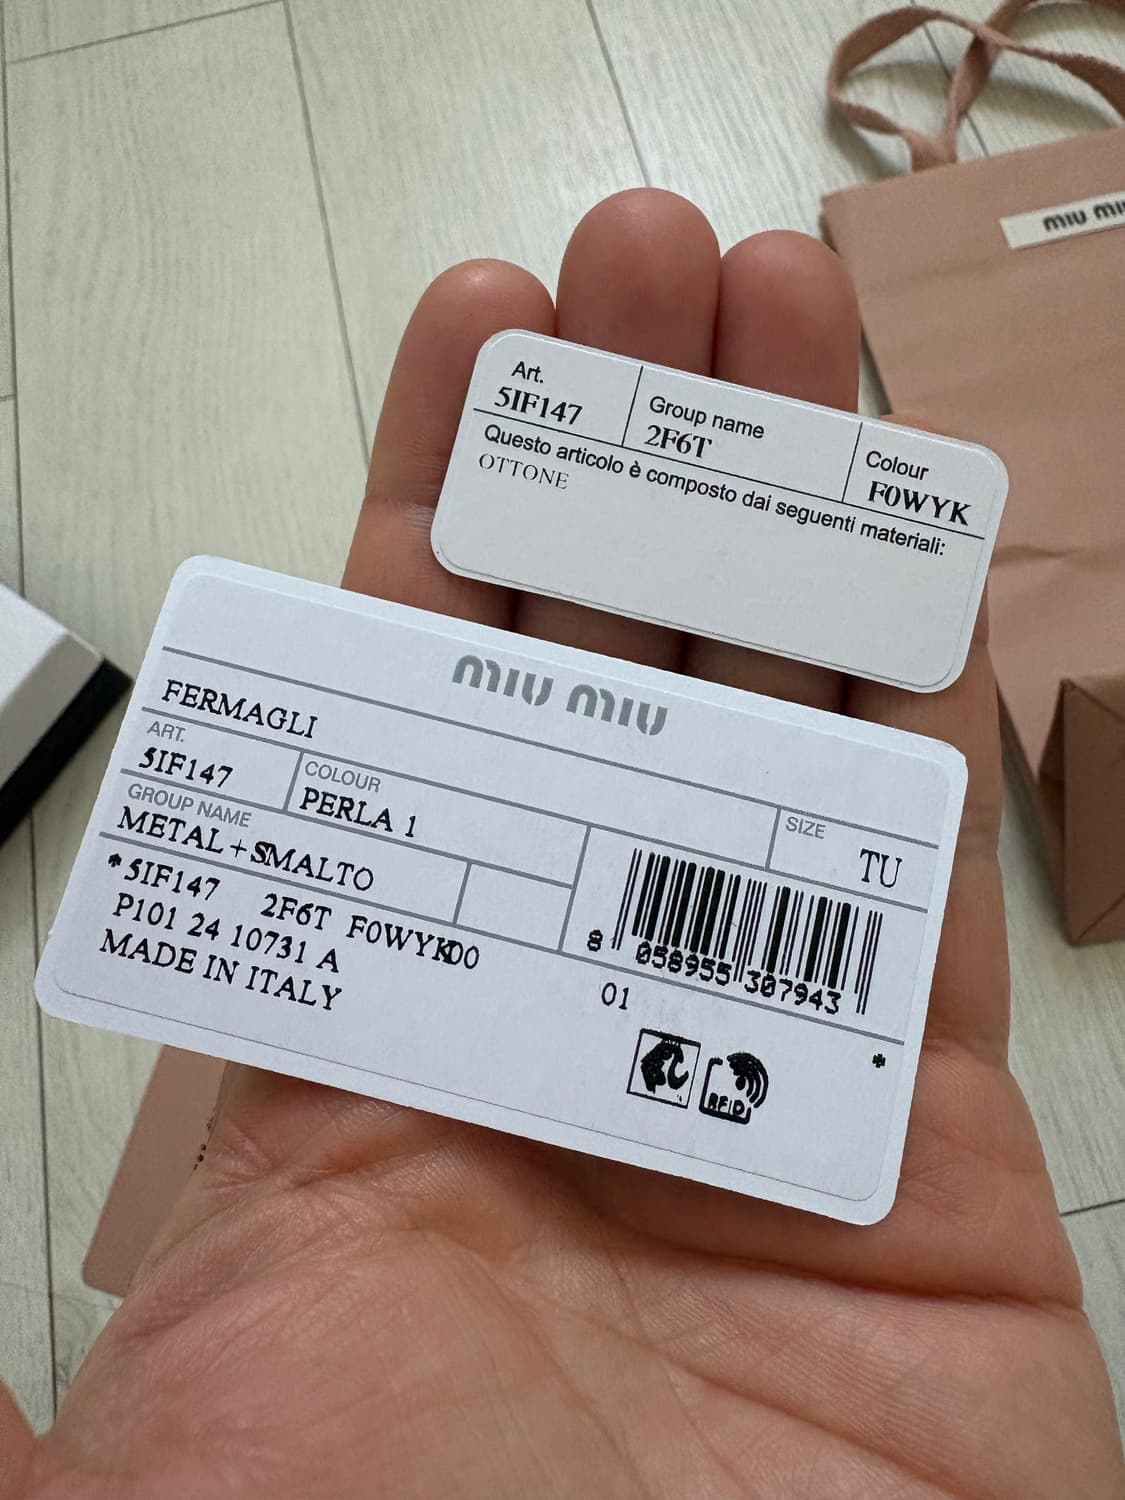 miu miu
Art.
5IF147
Group name
2F6T
Colour
F0WYK
Questo articolo è composto dai seguenti materiali:
OTTONE
miu miu
FERMAGLI
ART.
5IF147
COLOUR
PERLA 1
SIZE
TU
GROUP NAME
METAL+SMALTO
*5IF147 2F6T F0WYK00
P101 24 10731 A
MADE IN ITALY
8 058955 307943
01
*
RFID